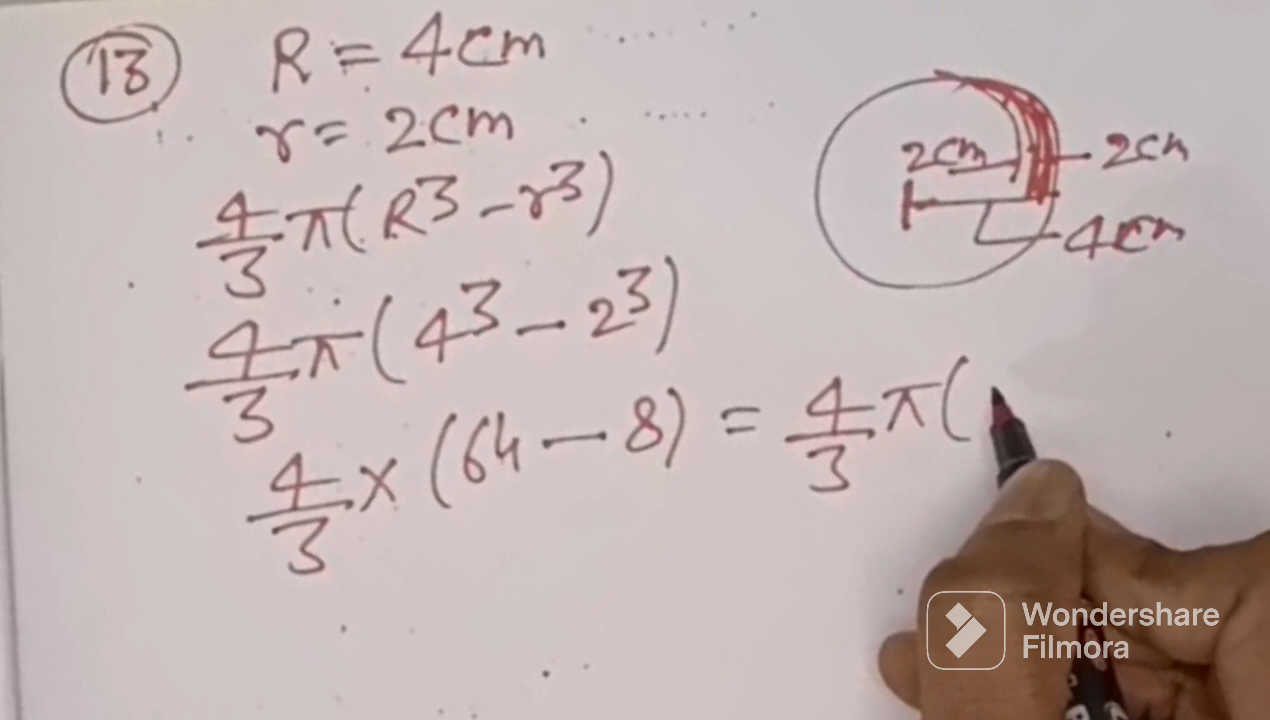 13
R = 4cm
r = 2cm
4/3 π(R³ - r³)
4/3 π(4³ - 2³)
4/3 × (64 - 8) = 4/3 π(
2cm
2cm
4cm
Wondershare
Filmora